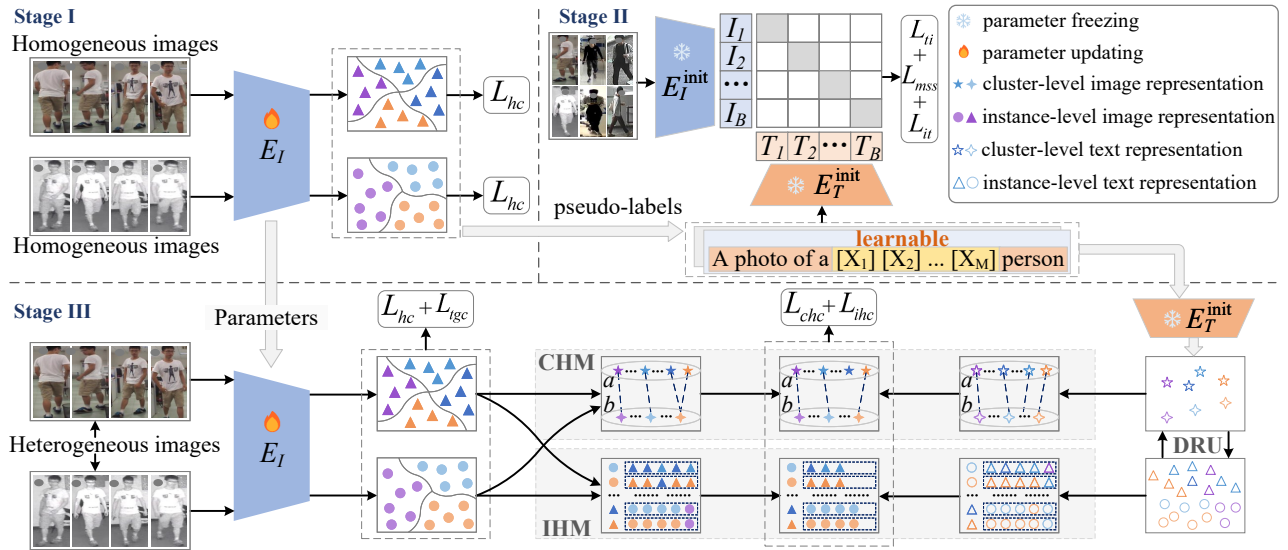 Stage I
Homogeneous images
E_I
L_hc
L_hc
Homogeneous images
Stage II
E_I^init
I_1
I_2
...
I_B
T_1 T_2 ... T_B
L_ti
+
L_mss
+
L_it
E_T^init
pseudo-labels
learnable
A photo of a [X_1] [X_2] ... [X_M] person
parameter freezing
parameter updating
cluster-level image representation
instance-level image representation
cluster-level text representation
instance-level text representation
Stage III
Parameters
Heterogeneous images
E_I
L_hc + L_tgc
L_chc + L_ihc
E_T^init
CHM
a
b
a
b
a
b
DRU
IHM